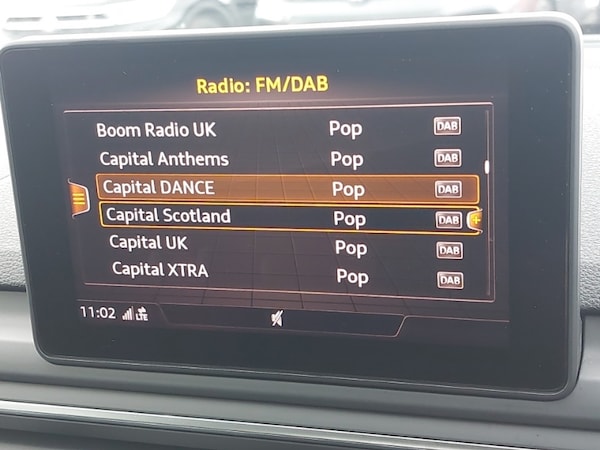 Radio: FM/DAB
Boom Radio UK Pop DAB
Capital Anthems Pop DAB
Capital DANCE Pop DAB
Capital Scotland Pop DAB
Capital UK Pop DAB
Capital XTRA Pop DAB
11:02 LTE